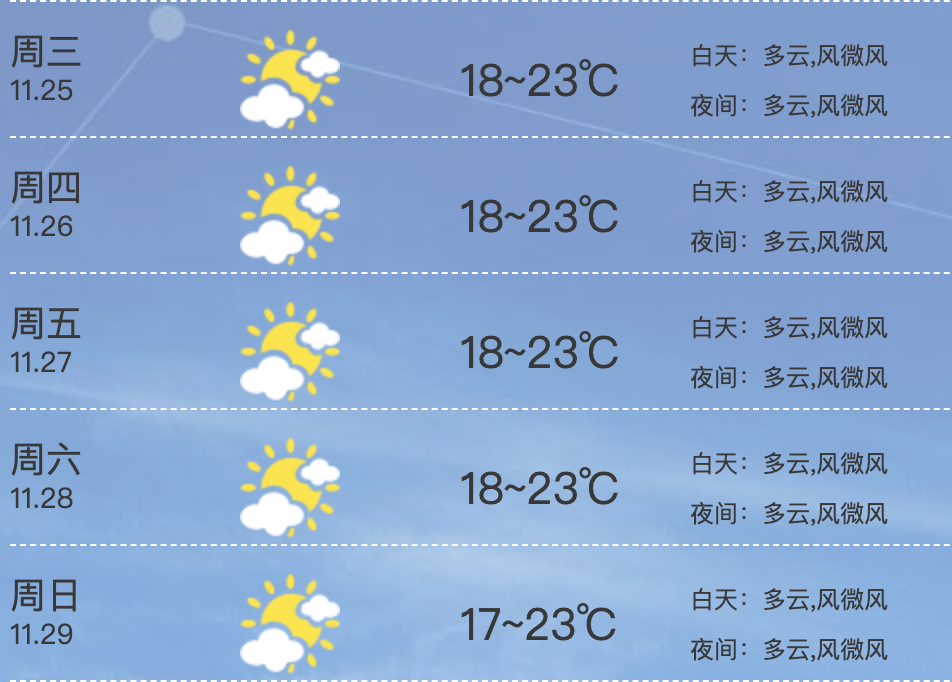 周三
11.25
18~23℃
白天：多云,风微风
夜间：多云,风微风
周四
11.26
18~23℃
白天：多云,风微风
夜间：多云,风微风
周五
11.27
18~23℃
白天：多云,风微风
夜间：多云,风微风
周六
11.28
18~23℃
白天：多云,风微风
夜间：多云,风微风
周日
11.29
17~23℃
白天：多云,风微风
夜间：多云,风微风